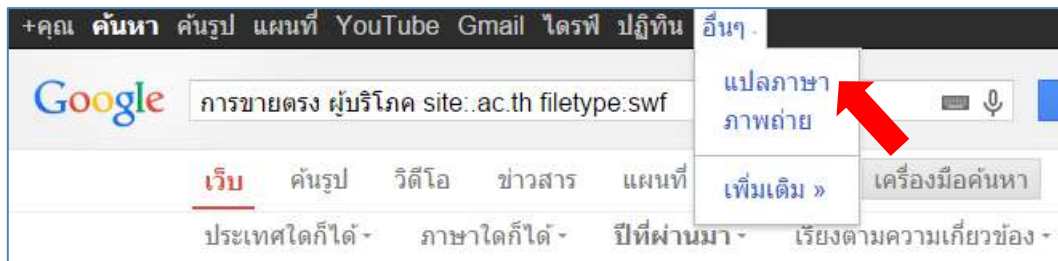 +คุณ ค้นหา ค้นรูป แผนที่ YouTube Gmail ไดรฟ์ ปฏิทิน อื่นๆ
แปลภาษา
Google การขายตรง ผู้บริโภค site:.ac.th filetype:swf
ภาพถ่าย
เว็บ ค้นรูป วิดีโอ ข่าวสาร แผนที่ เพิ่มเติม » เครื่องมือค้นหา
ประเทศใดก็ได้ ภาษาใดก็ได้ ปีที่ผ่านมา เรียงตามความเกี่ยวข้อง